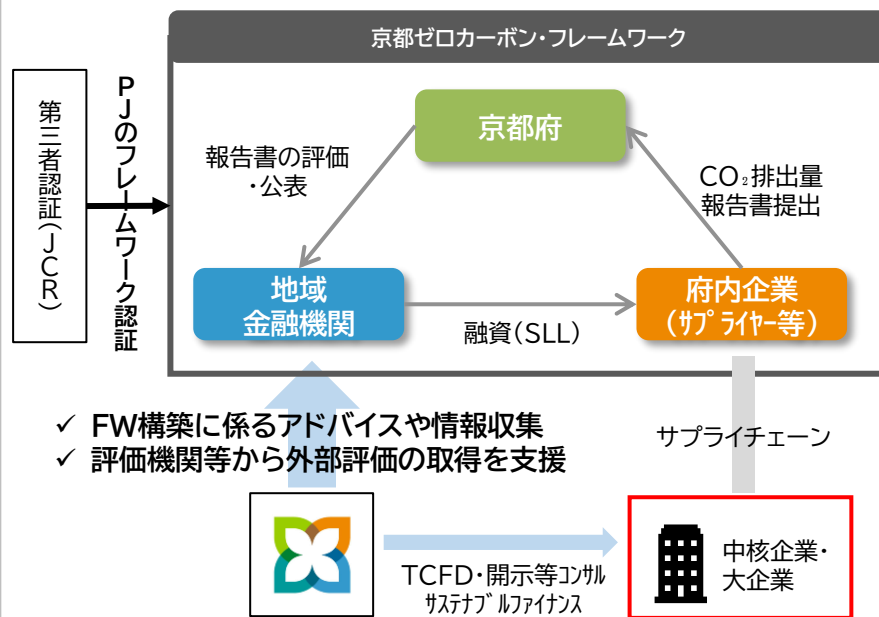 京都ゼロカーボン・フレームワーク
第三者認証(JCR)
PJのフレームワーク認証
京都府
報告書の評価
・公表
CO₂排出量
報告書提出
地域
金融機関
融資(SLL)
府内企業
(ｻﾌﾟﾗｲﾔｰ等)
✓ FW構築に係るアドバイスや情報収集
✓ 評価機関等から外部評価の取得を支援
サプライチェーン
TCFD・開示等ｺﾝｻﾙ
ｻｽﾃﾅﾌﾞﾙﾌｧｲﾅﾝｽ
中核企業・
大企業